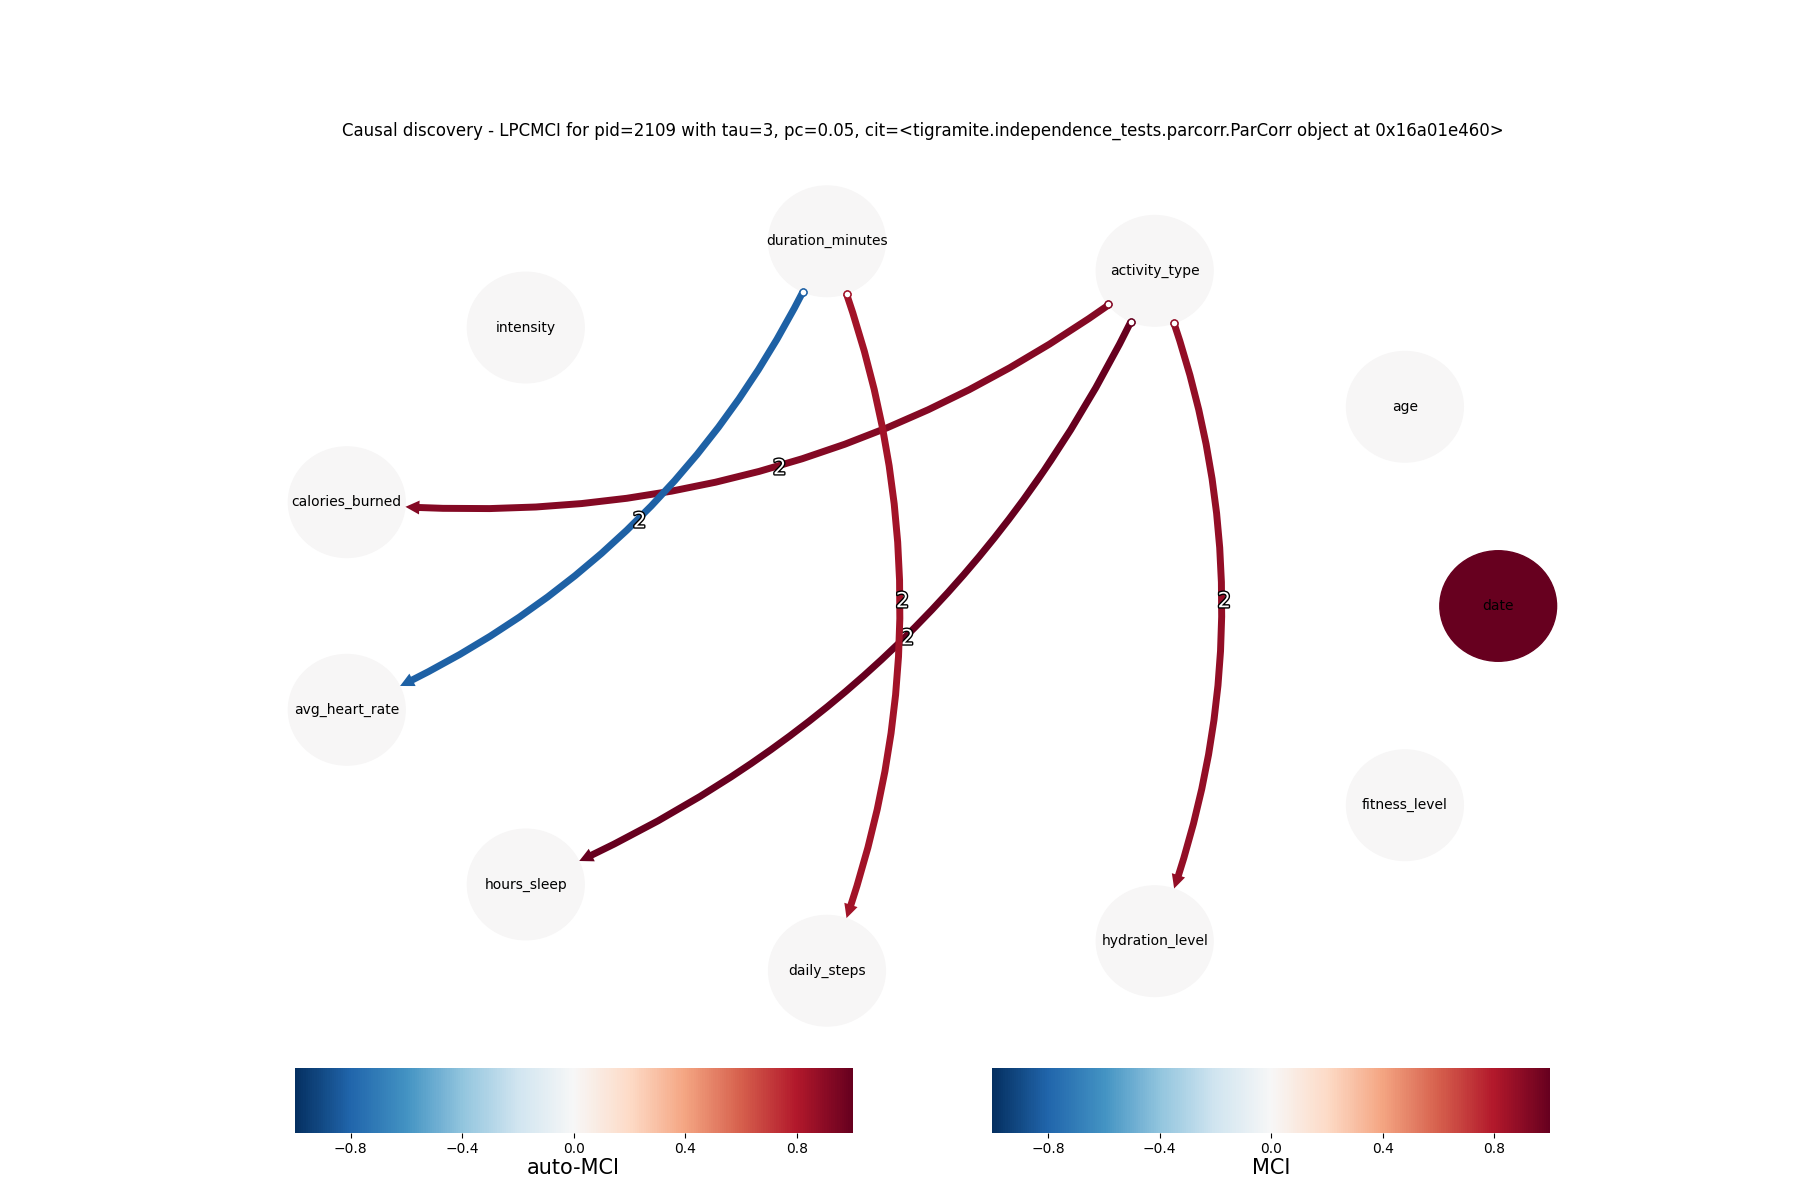 Causal discovery - LPCMCI for pid=2109 with tau=3, pc=0.05, cit=<tigramite.independence_tests.parcorr.ParCorr object at 0x16a01e460>
duration_minutes
activity_type
intensity
age
2
calories_burned
2
2
2
date
2
avg_heart_rate
fitness_level
hours_sleep
hydration_level
daily_steps
−0.8 −0.4 0.0 0.4 0.8
auto-MCI
−0.8 −0.4 0.0 0.4 0.8
MCI